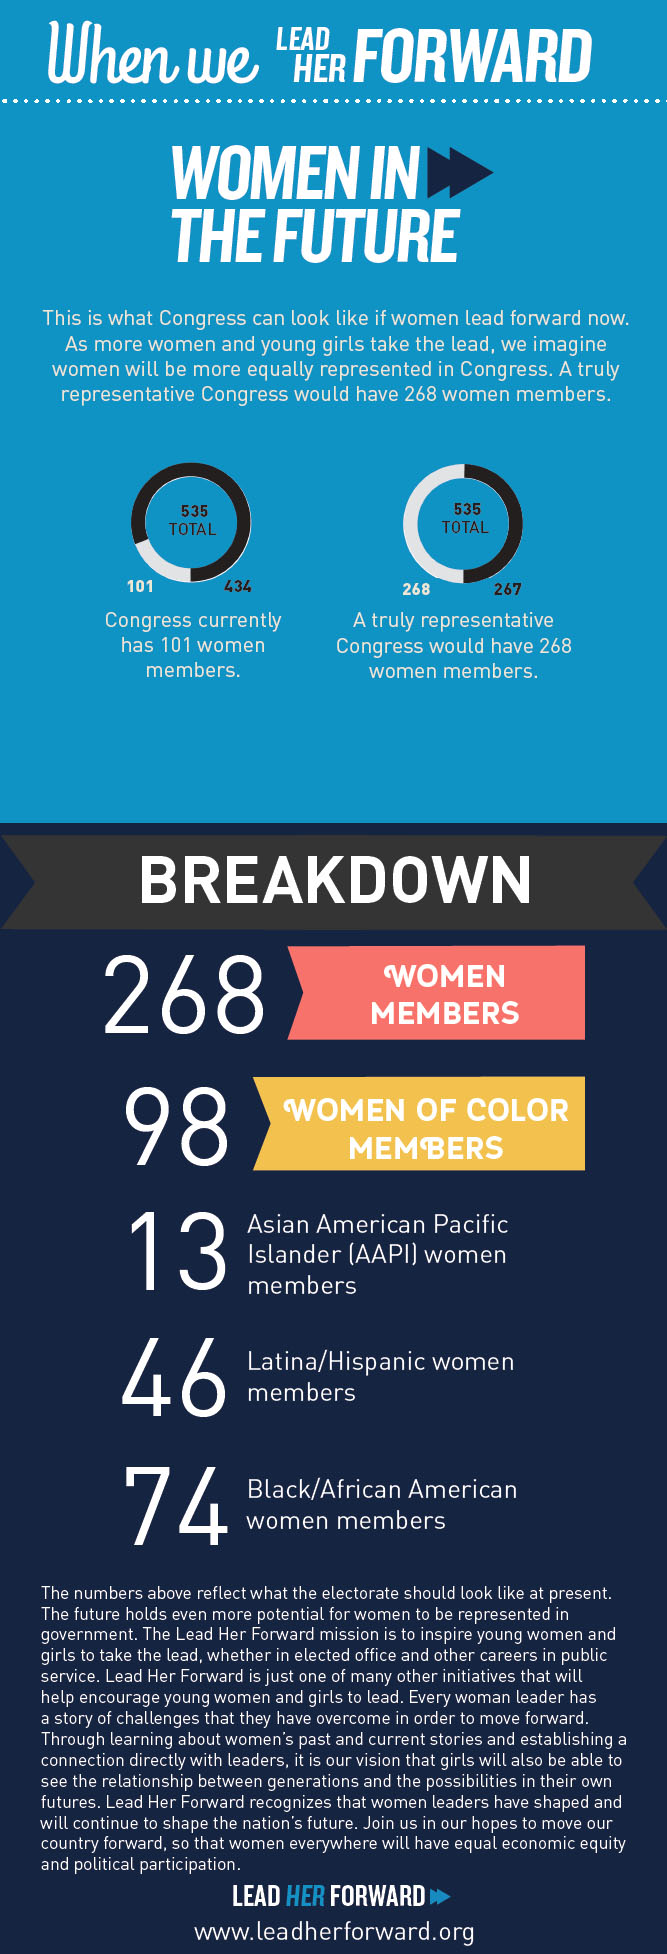 When we LEAD HER FORWARD
WOMEN IN
THE FUTURE
This is what Congress can look like if women lead forward now.
As more women and young girls take the lead, we imagine
women will be more equally represented in Congress. A truly
representative Congress would have 268 women members.
535
TOTAL
101
434
Congress currently
has 101 women
members.
535
TOTAL
268
267
A truly representative
Congress would have 268
women members.
BREAKDOWN
268
WOMEN
MEMBERS
98
WOMEN OF COLOR
MEMBERS
13
Asian American Pacific
Islander (AAPI) women
members
46
Latina/Hispanic women
members
74
Black/African American
women members
The numbers above reflect what the electorate should look like at present.
The future holds even more potential for women to be represented in
government. The Lead Her Forward mission is to inspire young women and
girls to take the lead, whether in elected office and other careers in public
service. Lead Her Forward is just one of many other initiatives that will
help encourage young women and girls to lead. Every woman leader has
a story of challenges that they have overcome in order to move forward.
Through learning about women's past and current stories and establishing a
connection directly with leaders, it is our vision that girls will also be able to
see the relationship between generations and the possibilities in their own
futures. Lead Her Forward recognizes that women leaders have shaped and
will continue to shape the nation's future. Join us in our hopes to move our
country forward, so that women everywhere will have equal economic equity
and political participation.
LEAD HER FORWARD
www.leadherforward.org